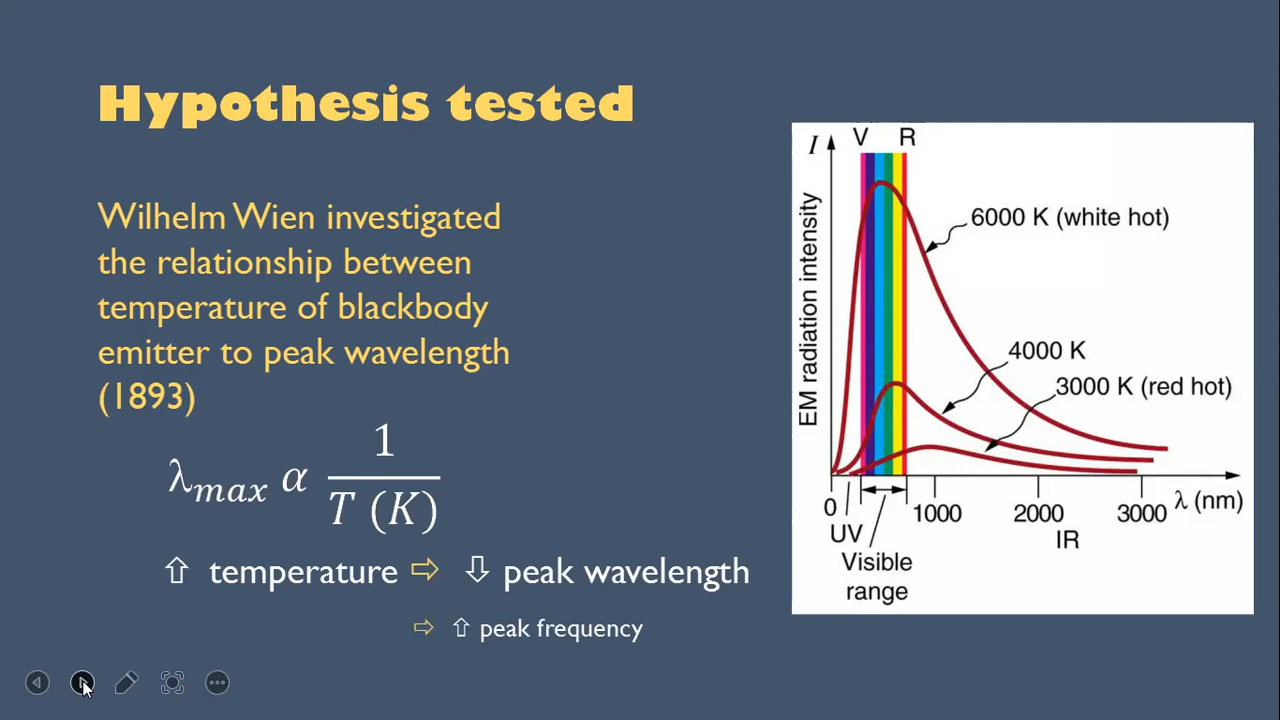 Hypothesis tested
Wilhelm Wien investigated
the relationship between
temperature of blackbody
emitter to peak wavelength
(1893)
λmax α 1 / T (K)
⇧ temperature ⇨ ⇩ peak wavelength
⇨ ⇧ peak frequency
I
V R
EM radiation intensity
6000 K (white hot)
4000 K
3000 K (red hot)
0 1000 2000 3000 λ (nm)
UV IR
Visible
range